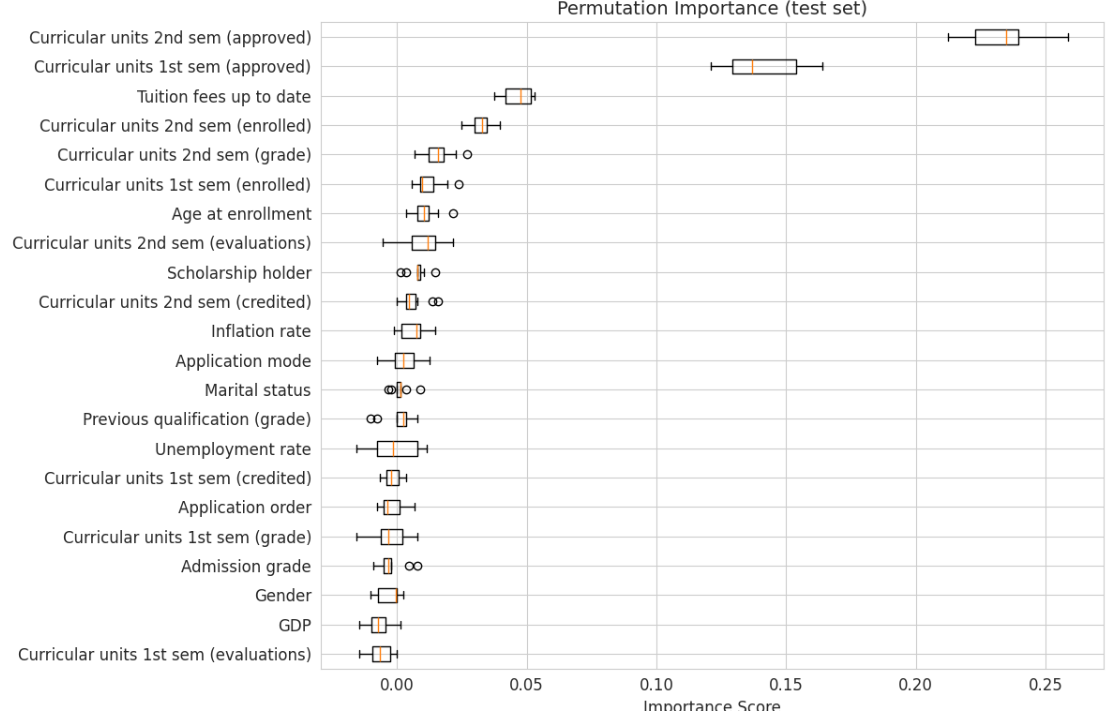 Permutation Importance (test set)
Curricular units 2nd sem (approved)
Curricular units 1st sem (approved)
Tuition fees up to date
Curricular units 2nd sem (enrolled)
Curricular units 2nd sem (grade)
Curricular units 1st sem (enrolled)
Age at enrollment
Curricular units 2nd sem (evaluations)
Scholarship holder
Curricular units 2nd sem (credited)
Inflation rate
Application mode
Marital status
Previous qualification (grade)
Unemployment rate
Curricular units 1st sem (credited)
Application order
Curricular units 1st sem (grade)
Admission grade
Gender
GDP
Curricular units 1st sem (evaluations)
0.00 0.05 0.10 0.15 0.20 0.25
Importance Score